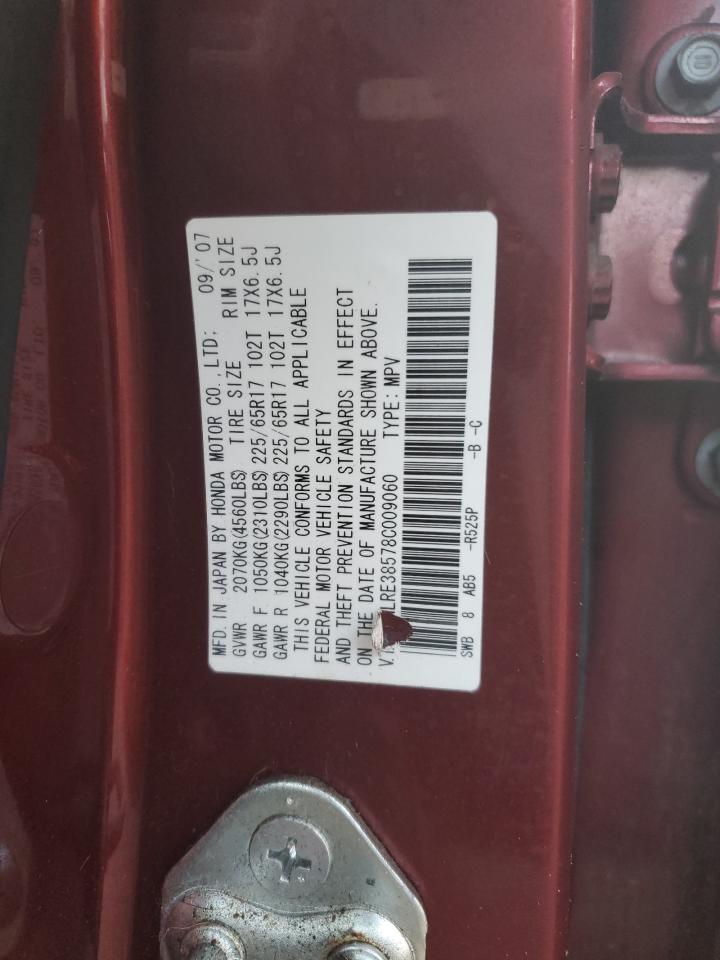 MFD. IN JAPAN BY HONDA MOTOR CO.,LTD; 09/'07
GVWR 2070KG(4560LBS) TIRE SIZE RIM SIZE
GAWR F 1050KG(2310LBS) 225/65R17 102T 17X6.5J
GAWR R 1040KG(2290LBS) 225/65R17 102T 17X6.5J
THIS VEHICLE CONFORMS TO ALL APPLICABLE
FEDERAL MOTOR VEHICLE SAFETY
AND THEFT PREVENTION STANDARDS IN EFFECT
ON THE DATE OF MANUFACTURE SHOWN ABOVE.
LRE38578C009060 TYPE: MPV
SWB 8 AB5 -R525P -B -C